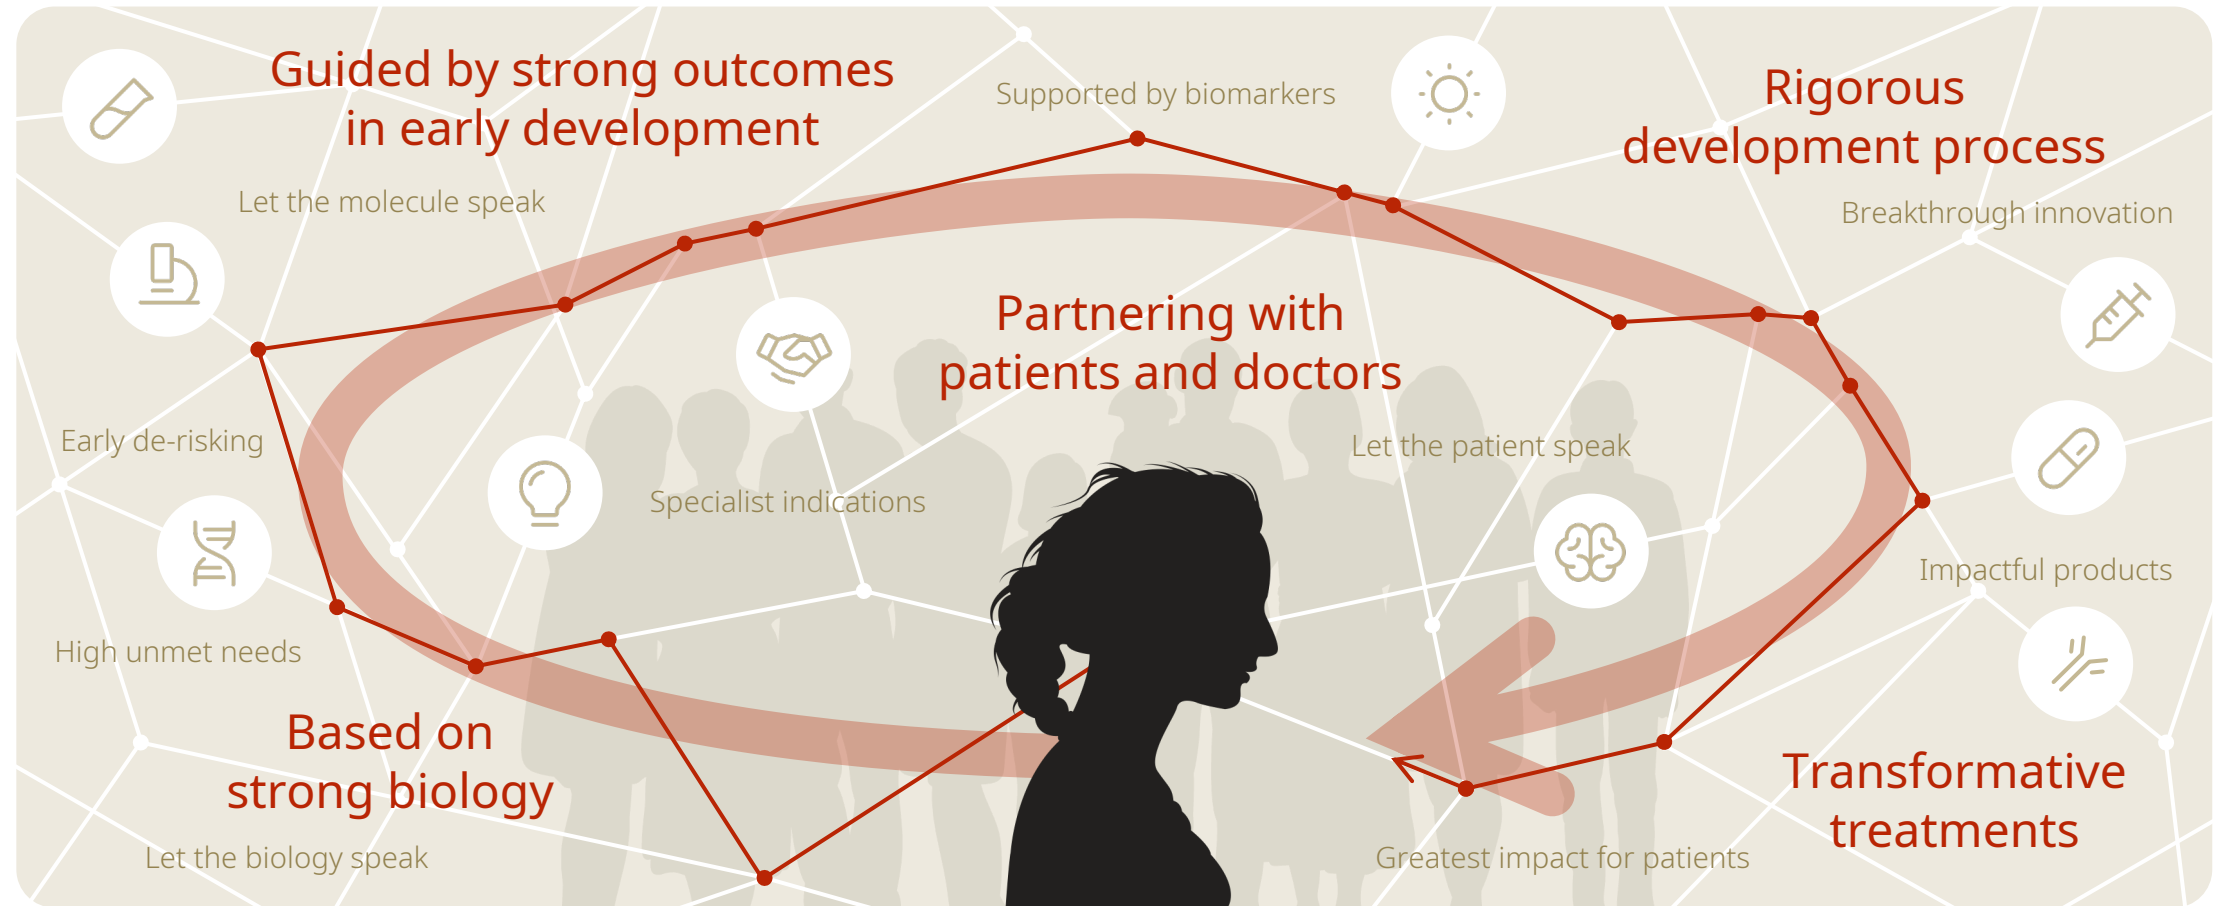 Guided by strong outcomes
in early development
Supported by biomarkers
Rigorous
development process
Let the molecule speak
Breakthrough innovation
Partnering with
patients and doctors
Early de-risking
Let the patient speak
Specialist indications
Impactful products
High unmet needs
Based on
strong biology
Transformative
treatments
Let the biology speak
Greatest impact for patients